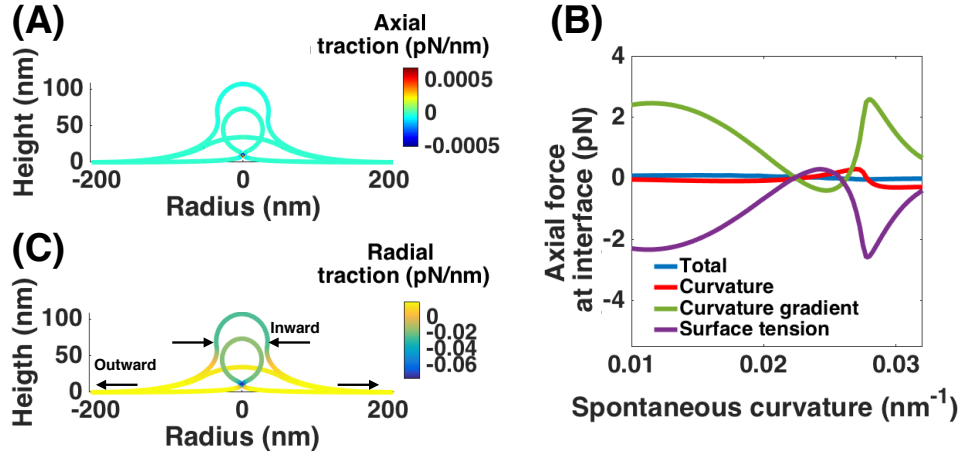 (A)
Axial
traction (pN/nm)
Height (nm)
100
50
0
-200
0
200
Radius (nm)
0.0005
0
-0.0005
(B)
Axial force
at interface (pN)
4
2
0
-2
-4
Total
Curvature
Curvature gradient
Surface tension
0.01
0.02
0.03
Spontaneous curvature (nm-1)
(C)
Radial
traction (pN/nm)
Heigth (nm)
100
50
0
Inward
Outward
-200
0
200
Radius (nm)
0
-0.02
-0.04
-0.06